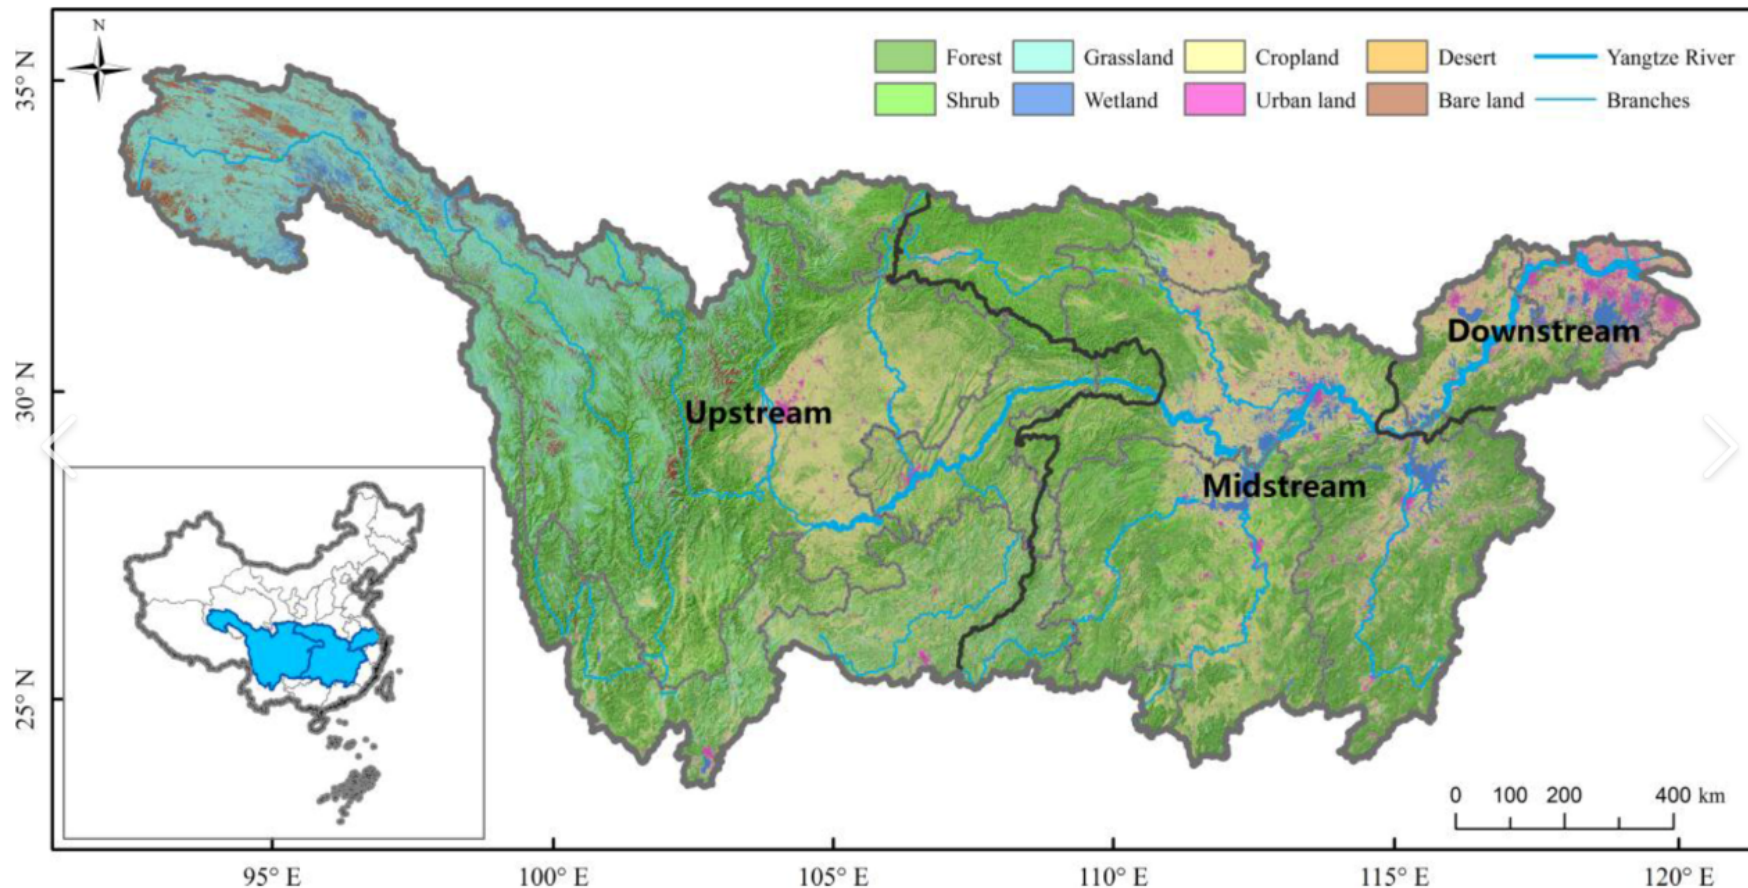 N
Forest Grassland Cropland Desert Yangtze River
Shrub Wetland Urban land Bare land Branches
35° N
30° N
25° N
Downstream
Upstream
Midstream
0 100 200 400 km
95° E 100° E 105° E 110° E 115° E 120° E